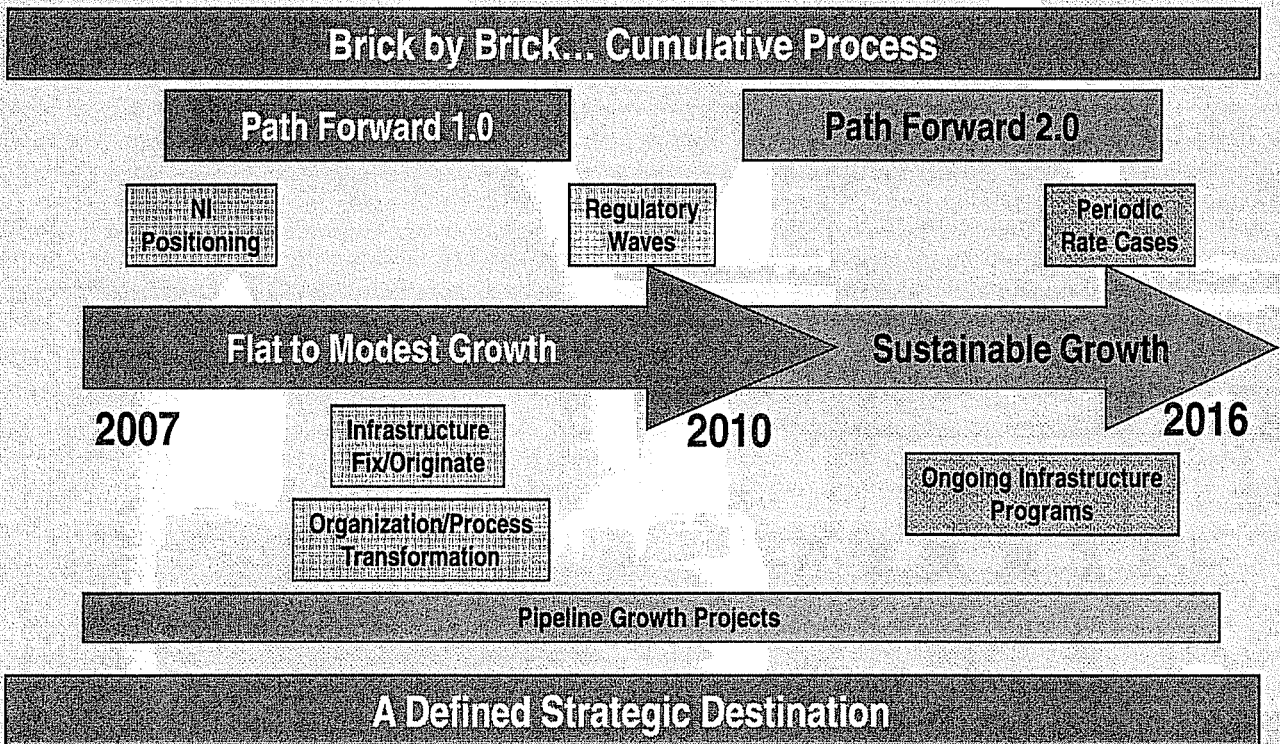 Brick by Brick... Cumulative Process
Path Forward 1.0
Path Forward 2.0
NI
Positioning
Regulatory
Waves
Periodic
Rate Cases
Flat to Modest Growth
Sustainable Growth
2007
2010
2016
Infrastructure
Fix/Originate
Ongoing Infrastructure
Programs
Organization/Process
Transformation
Pipeline Growth Projects
A Defined Strategic Destination